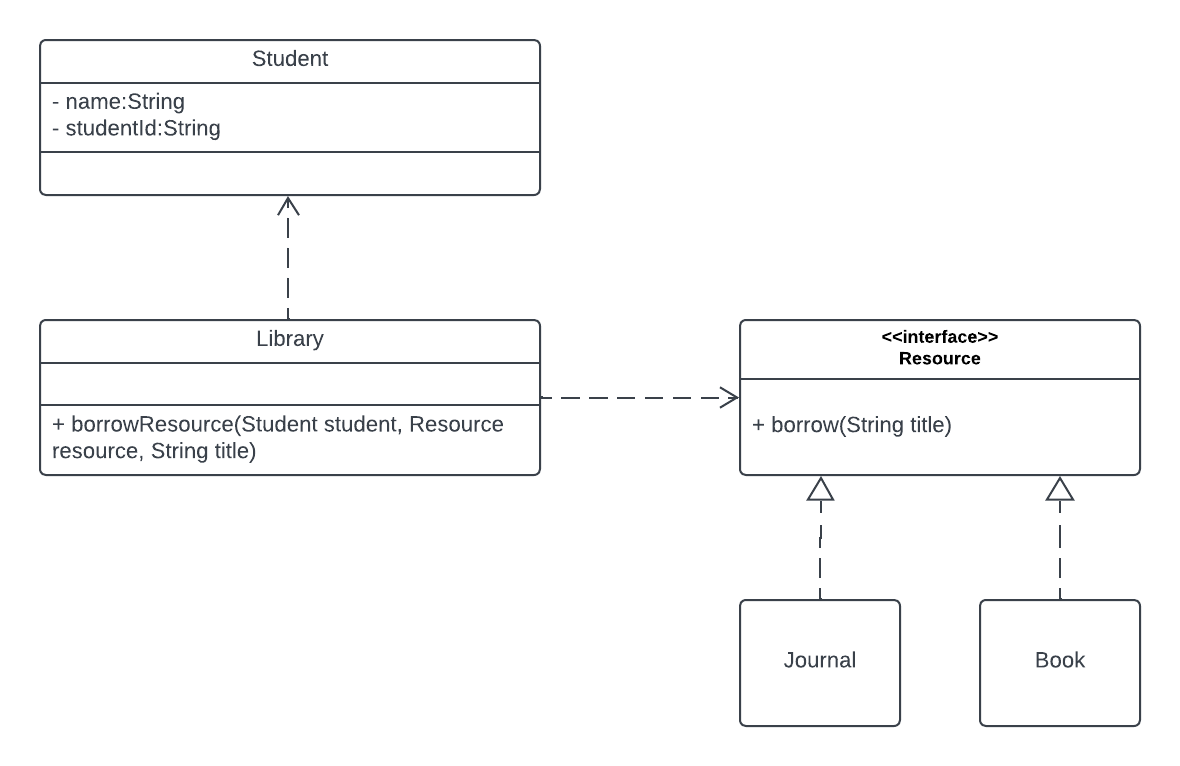 Student
- name:String
- studentId:String
Library
+ borrowResource(Student student, Resource
resource, String title)
<<interface>>
Resource
+ borrow(String title)
Journal
Book